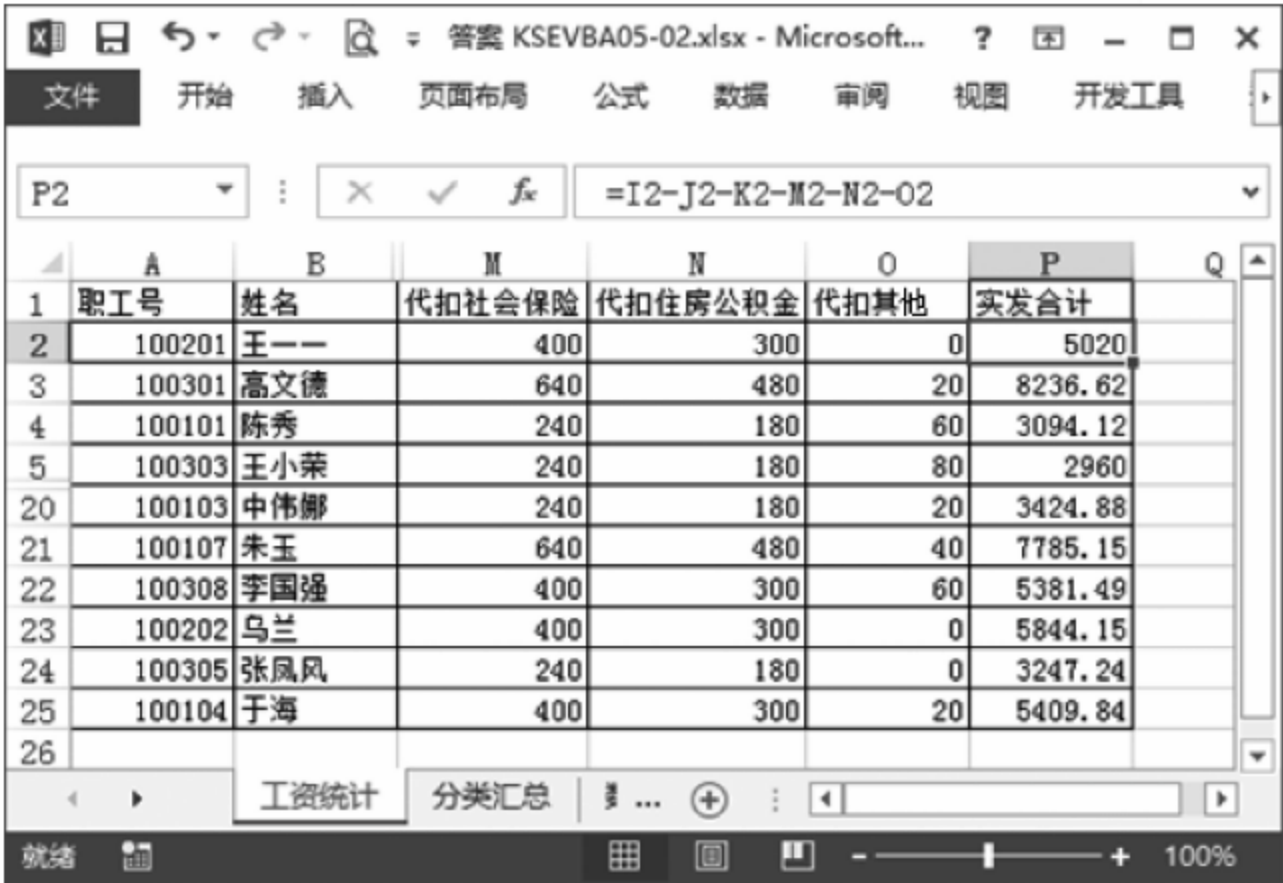 答案 KSEVBA05-02.xlsx - Microsoft... ?
文件 开始 插入 页面布局 公式 数据 审阅 视图 开发工具
P2 fx =I2-J2-K2-M2-N2-O2
A B M N O P Q
1 职工号 姓名 代扣社会保险 代扣住房公积金 代扣其他 实发合计
2 100201 王一一 400 300 0 5020
3 100301 高文德 640 480 20 8236.62
4 100101 陈秀 240 180 60 3094.12
5 100303 王小荣 240 180 80 2960
20 100103 中伟娜 240 180 20 3424.88
21 100107 朱玉 640 480 40 7785.15
22 100308 李国强 400 300 60 5381.49
23 100202 乌兰 400 300 0 5844.15
24 100305 张凤风 240 180 0 3247.24
25 100104 于海 400 300 20 5409.84
26
工资统计 分类汇总 ...
就绪 100%